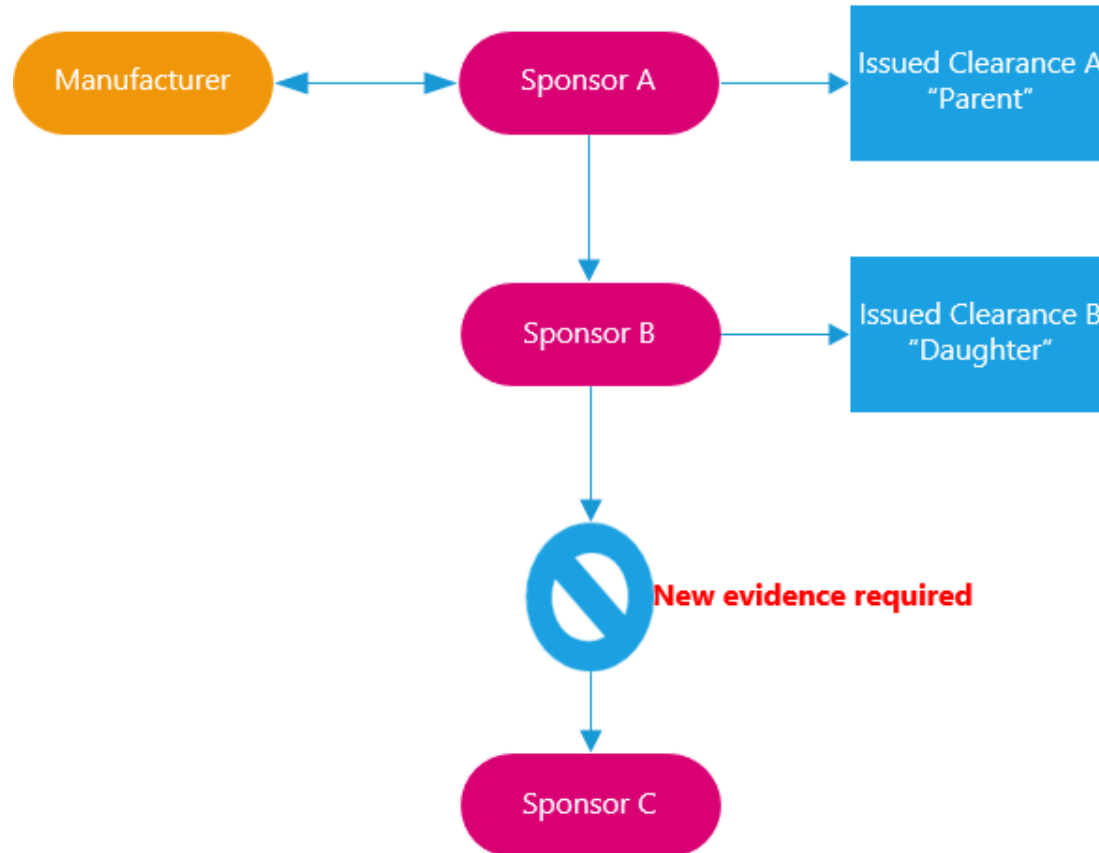 Manufacturer
Sponsor A
Issued Clearance A
“Parent”
Sponsor B
Issued Clearance B
“Daughter”
New evidence required
Sponsor C